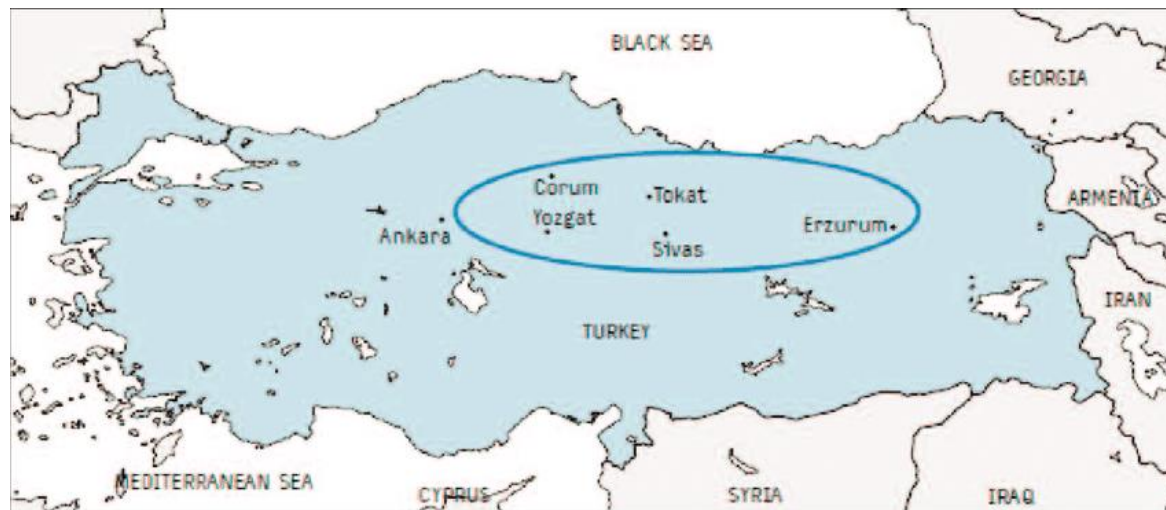 BLACK SEA
GEORGIA
Corum
Tokat
ARMENIA
Yozgat
Ankara
Erzurum
Sivas
IRAN
TURKEY
MEDITERRANEAN SEA
CYPRUS
SYRIA
IRAQ